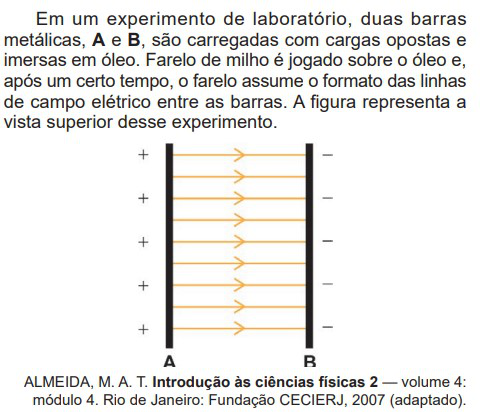 Em um experimento de laboratório, duas barras
metálicas, A e B, são carregadas com cargas opostas e
imersas em óleo. Farelo de milho é jogado sobre o óleo e,
após um certo tempo, o farelo assume o formato das linhas
de campo elétrico entre as barras. A figura representa a
vista superior desse experimento.
+ –
+ –
+ –
+ –
+ –
A B
ALMEIDA, M. A. T. Introdução às ciências físicas 2 — volume 4:
módulo 4. Rio de Janeiro: Fundação CECIERJ, 2007 (adaptado).